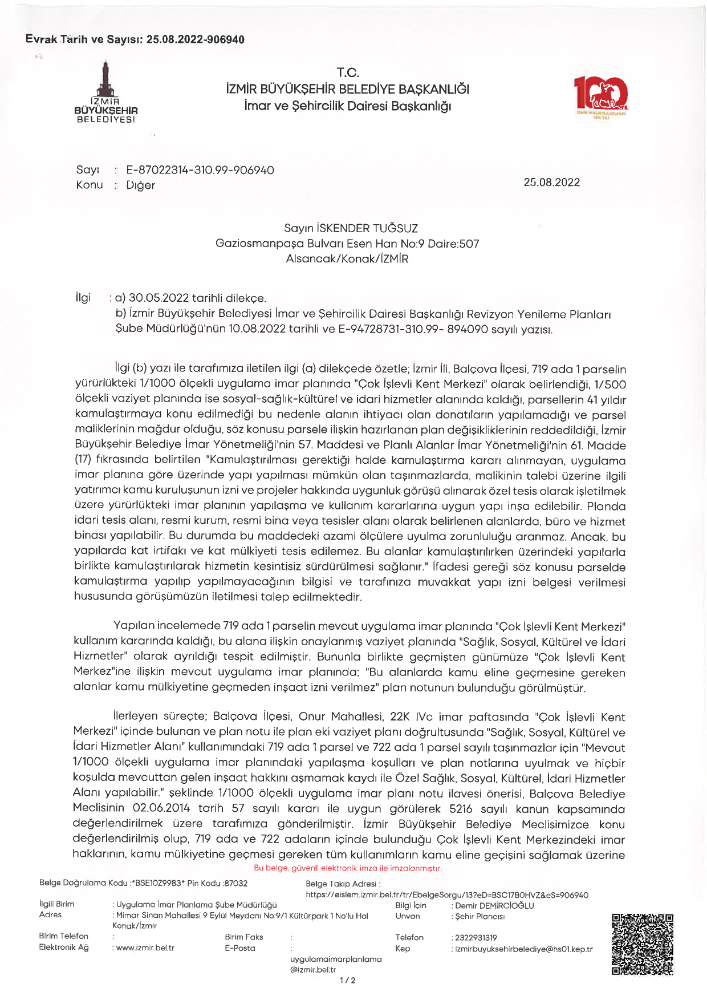 Evrak Tarih ve Sayısı: 25.08.2022-906940
İZMİR
BÜYÜKŞEHİR
BELEDİYESİ
T.C.
İZMİR BÜYÜKŞEHİR BELEDİYE BAŞKANLIĞI
İmar ve Şehircilik Dairesi Başkanlığı
100
İZMİR'İN KURTULUŞUNUN
100. YILI
Sayı : E-87022314-310.99-906940
Konu : Diğer
25.08.2022
Sayın İSKENDER TUĞSUZ
Gaziosmanpaşa Bulvarı Esen Han No:9 Daire:507
Alsancak/Konak/İZMİR
İlgi : a) 30.05.2022 tarihli dilekçe.
b) İzmir Büyükşehir Belediyesi İmar ve Şehircilik Dairesi Başkanlığı Revizyon Yenileme Planları
Şube Müdürlüğü'nün 10.08.2022 tarihli ve E-94728731-310.99- 894090 sayılı yazısı.
İlgi (b) yazı ile tarafımıza iletilen ilgi (a) dilekçede özetle; İzmir İli, Balçova İlçesi, 719 ada 1 parselin
yürürlükteki 1/1000 ölçekli uygulama imar planında "Çok İşlevli Kent Merkezi" olarak belirlendiği, 1/500
ölçekli vaziyet planında ise sosyal-sağlık-kültürel ve idari hizmetler alanında kaldığı, parsellerin 41 yıldır
kamulaştırmaya konu edilmediği bu nedenle alanın ihtiyacı olan donatıların yapılamadığı ve parsel
maliklerinin mağdur olduğu, söz konusu parsele ilişkin hazırlanan plan değişikliklerinin reddedildiği, İzmir
Büyükşehir Belediye İmar Yönetmeliği'nin 57. Maddesi ve Planlı Alanlar İmar Yönetmeliği'nin 61. Madde
(17) fıkrasında belirtilen "Kamulaştırılması gerektiği halde kamulaştırma kararı alınmayan, uygulama
imar planına göre üzerinde yapı yapılması mümkün olan taşınmazlarda, malikinin talebi üzerine ilgili
yatırımcı kamu kuruluşunun izni ve projeler hakkında uygunluk görüşü alınarak özel tesis olarak işletilmek
üzere yürürlükteki imar planının yapılaşma ve kullanım kararlarına uygun yapı inşa edilebilir. Planda
idari tesis alanı, resmi kurum, resmi bina veya tesisler alanı olarak belirlenen alanlarda, büro ve hizmet
binası yapılabilir. Bu durumda bu maddedeki azami ölçülere uyulma zorunluluğu aranmaz. Ancak, bu
yapılarda kat irtifakı ve kat mülkiyeti tesis edilemez. Bu alanlar kamulaştırılırken üzerindeki yapılarla
birlikte kamulaştırılarak hizmetin kesintisiz sürdürülmesi sağlanır." İfadesi gereği söz konusu parselde
kamulaştırma yapılıp yapılmayacağının bilgisi ve tarafınıza muvakkat yapı izni belgesi verilmesi
hususunda görüşümüzün iletilmesi talep edilmektedir.
Yapılan incelemede 719 ada 1 parselin mevcut uygulama imar planında "Çok İşlevli Kent Merkezi"
kullanım kararında kaldığı, bu alana ilişkin onaylanmış vaziyet planında "Sağlık, Sosyal, Kültürel ve İdari
Hizmetler" olarak ayrıldığı tespit edilmiştir. Bununla birlikte geçmişten günümüze "Çok İşlevli Kent
Merkez"ine ilişkin mevcut uygulama imar planında; "Bu alanlarda kamu eline geçmesine gereken
alanlar kamu mülkiyetine geçmeden inşaat izni verilmez" plan notunun bulunduğu görülmüştür.
İlerleyen süreçte; Balçova İlçesi, Onur Mahallesi, 22K IVc imar paftasında "Çok İşlevli Kent
Merkezi" içinde bulunan ve plan notu ile plan eki vaziyet planı doğrultusunda "Sağlık, Sosyal, Kültürel ve
İdari Hizmetler Alanı" kullanımındaki 719 ada 1 parsel ve 722 ada 1 parsel sayılı taşınmazlar için "Mevcut
1/1000 ölçekli uygulama imar planındaki yapılaşma koşulları ve plan notlarına uyulmak ve hiçbir
koşulda mevcuttan gelen inşaat hakkını aşmamak kaydı ile Özel Sağlık, Sosyal, Kültürel, İdari Hizmetler
Alanı yapılabilir." şeklinde 1/1000 ölçekli uygulama imar planı notu ilavesi önerisi, Balçova Belediye
Meclisinin 02.06.2014 tarih 57 sayılı kararı ile uygun görülerek 5216 sayılı kanun kapsamında
değerlendirilmek üzere tarafımıza gönderilmiştir. İzmir Büyükşehir Belediye Meclisimizce konu
değerlendirilmiş olup, 719 ada ve 722 adaların içinde bulunduğu Çok İşlevli Kent Merkezindeki imar
haklarının, kamu mülkiyetine geçmesi gereken tüm kullanımların kamu eline geçişini sağlamak üzerine
Bu belge, güvenli elektronik imza ile imzalanmıştır.
Belge Doğrulama Kodu :*BSE10Z9983* Pin Kodu :87032
Belge Takip Adresi :
https://eislem.izmir.bel.tr/tr/EbelgeSorgu/13?eD=BSC17B0HVZ&eS=906940
İlgili Birim : Uygulama İmar Planlama Şube Müdürlüğü
Bilgi İçin : Demir DEMİRCİOĞLU
Adres : Mimar Sinan Mahallesi 9 Eylül Meydanı No:9/1 Kültürpark 1 No'lu Hol
Konak/İzmir
Unvan : Şehir Plancısı
Birim Telefon :
Birim Faks :
Telefon : 2322931319
Elektronik Ağ : www.izmir.bel.tr
E-Posta :
uygulamaimarplanlama
@izmir.bel.tr
Kep : izmirbuyuksehirbelediye@hs01.kep.tr
1 / 2